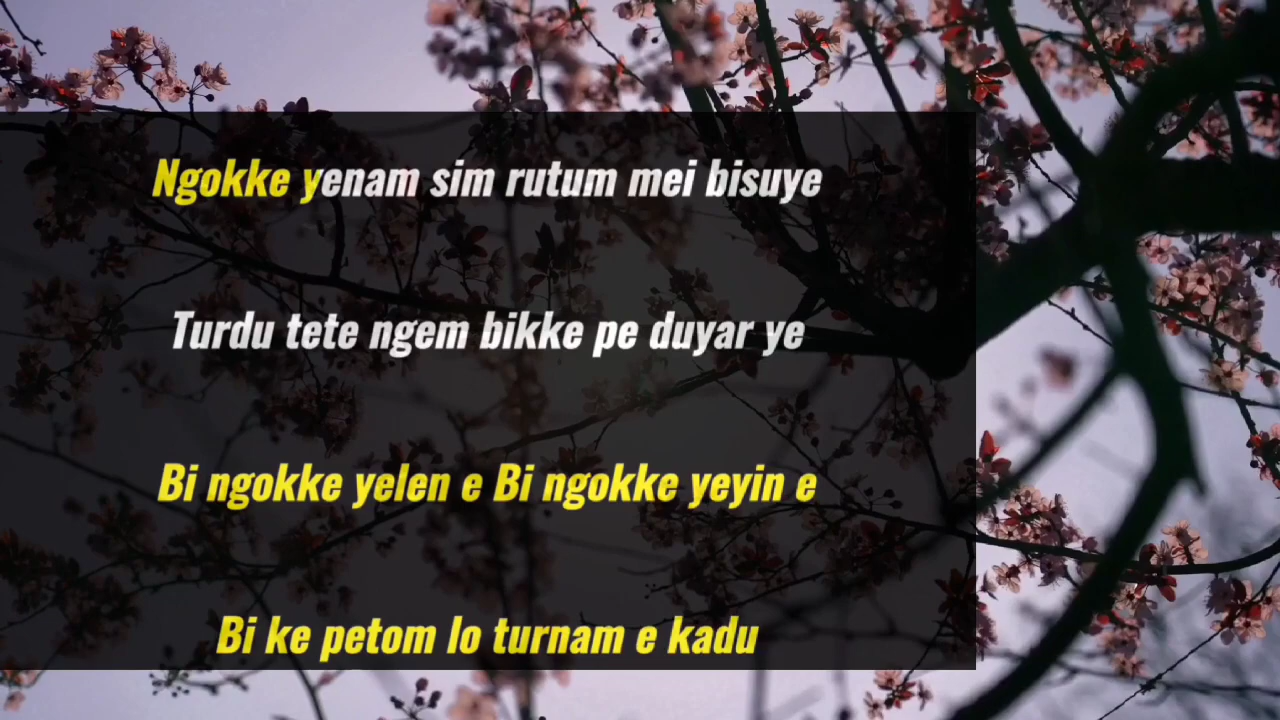 Ngokke yenam sim rutum mei bisuye
Turdu tete ngem bikke pe duyar ye
Bi ngokke yelen e Bi ngokke yeyin e
Bi ke petom lo turnam e kadu